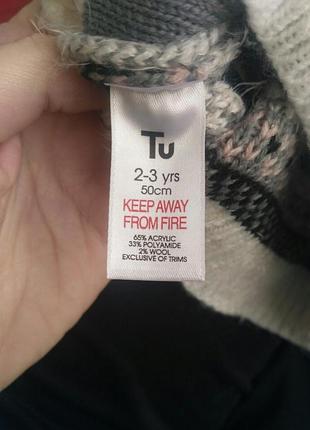 Tu
2-3 yrs
50cm
KEEP AWAY
FROM FIRE
65% ACRYLIC
33% POLYAMIDE
2% WOOL
EXCLUSIVE OF TRIMS